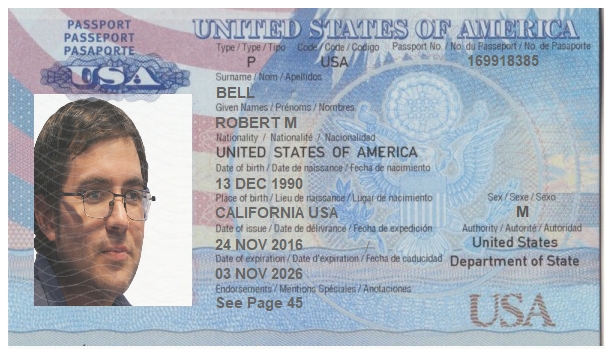 PASSPORT
PASSEPORT
PASAPORTE
USA
UNITED STATES OF AMERICA
Type / Type / Tipo Code / Code / Codigo Passport No. / No. du Passeport / No. de Pasaporte
P USA 169918385
Surname / Nom / Apellidos
BELL
Given Names / Prénoms / Nombres
ROBERT M
Nationality / Nationalité / Nacionalidad
UNITED STATES OF AMERICA
Date of birth / Date de naissance / Fecha de nacimiento
13 DEC 1990
Place of birth / Lieu de naissance / Lugar de nacimiento Sex / Sexe / Sexo
CALIFORNIA USA M
Date of issue / Date de délivrance / Fecha de expedición Authority / Autorité / Autoridad
24 NOV 2016 United States
Date of expiration / Date d'expiration / Fecha de caducidad Department of State
03 NOV 2026
Endorsements / Mentions Spéciales / Anotaciones
See Page 45
USA